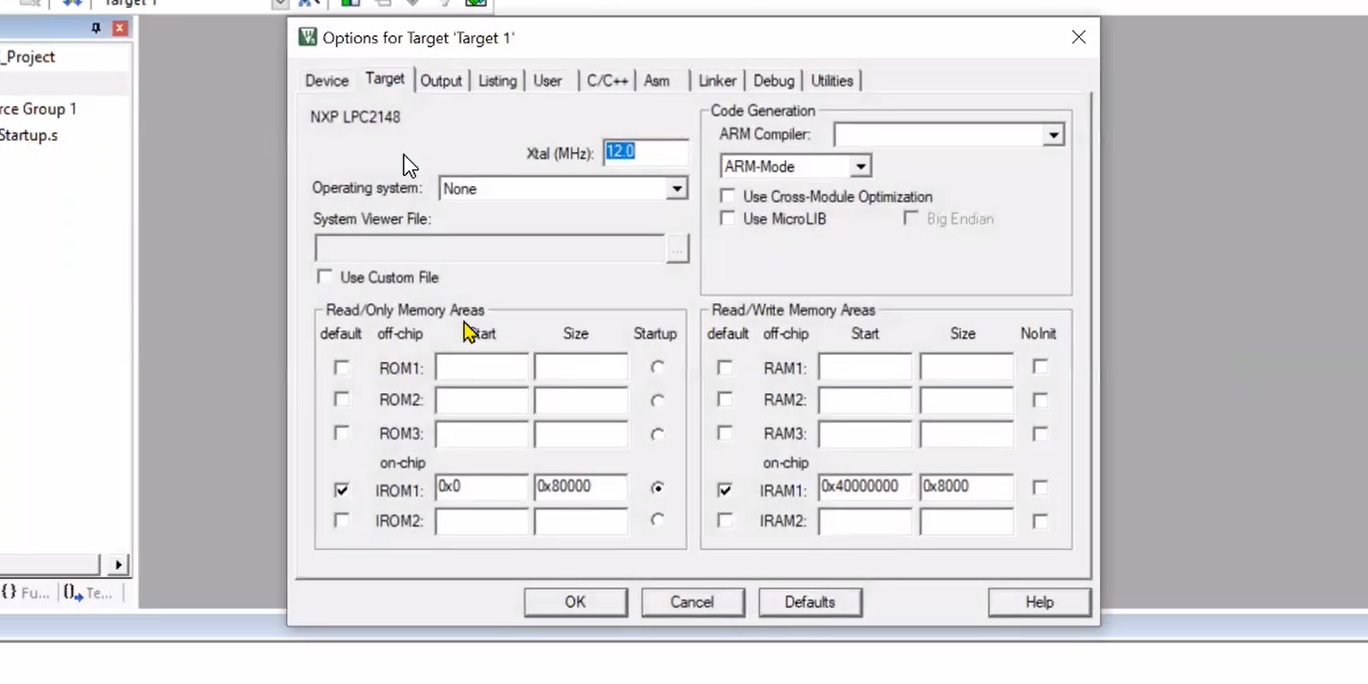 Target 1
_Project
rce Group 1
Startup.s
{} Fu... {}, Te...
Options for Target 'Target 1'
Device Target Output Listing User C/C++ Asm Linker Debug Utilities
NXP LPC2148
Xtal (MHz): 12.0
Operating system: None
System Viewer File:
...
Use Custom File
Code Generation
ARM Compiler:
ARM-Mode
Use Cross-Module Optimization
Use MicroLIB Big Endian
Read/Only Memory Areas
default off-chip Start Size Startup
ROM1:
ROM2:
ROM3:
on-chip
IROM1: 0x0 0x80000
IROM2:
Read/Write Memory Areas
default off-chip Start Size NoInit
RAM1:
RAM2:
RAM3:
on-chip
IRAM1: 0x40000000 0x8000
IRAM2:
OK Cancel Defaults Help